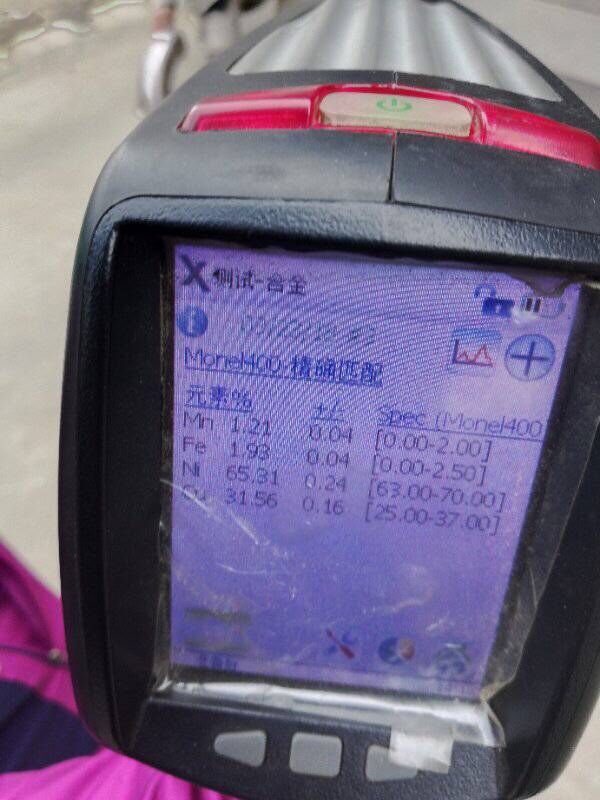 测试-合金
Monel400-精确匹配
元素% +/- Spec (Monel400
Mn 1.21 0.04 [0.00-2.00]
Fe 1.93 0.04 [0.00-2.50]
Ni 65.31 0.24 [63.00-70.00]
Cu 31.56 0.16 [25.00-37.00]